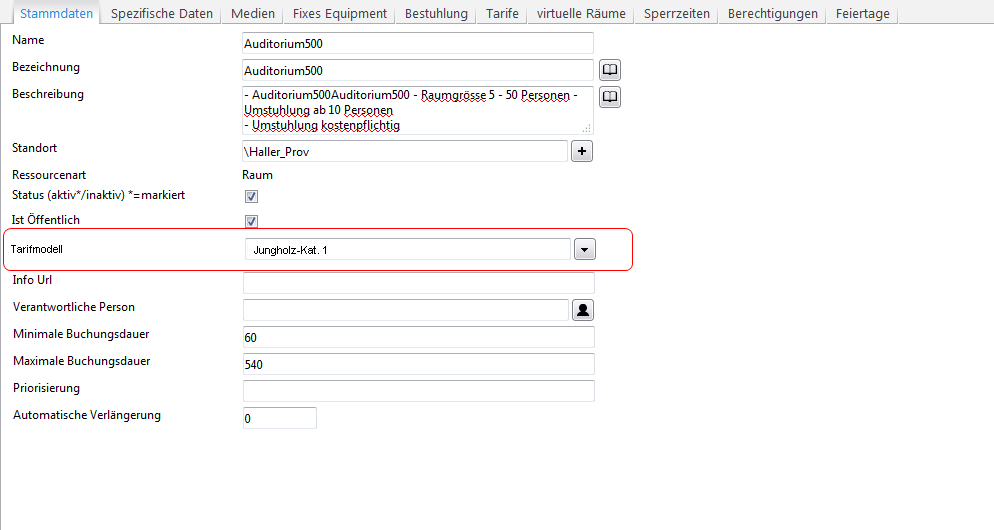 Stammdaten Spezifische Daten Medien Fixes Equipment Bestuhlung Tarife virtuelle Räume Sperrzeiten Berechtigungen Feiertage
Name Auditorium500
Bezeichnung Auditorium500
Beschreibung - Auditorium500Auditorium500 - Raumgrösse 5 - 50 Personen -
Umstuhlung ab 10 Personen
- Umstuhlung kostenpflichtig
Standort \Haller_Prov
Ressourcenart Raum
Status (aktiv*/inaktiv) *=markiert
Ist Öffentlich
Tarifmodell Jungholz-Kat. 1
Info Url
Verantwortliche Person
Minimale Buchungsdauer 60
Maximale Buchungsdauer 540
Priorisierung
Automatische Verlängerung 0